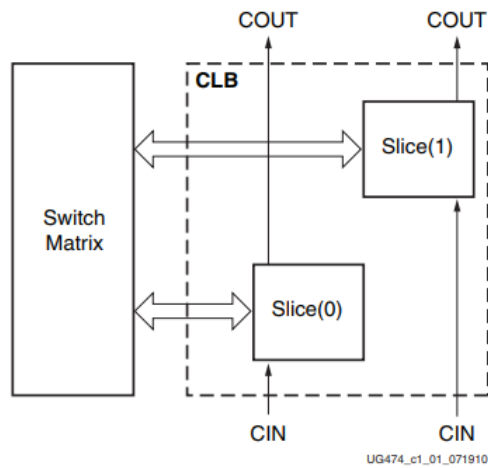 COUT COUT
CLB
Slice(1)
Switch
Matrix
Slice(0)
CIN CIN
UG474_c1_01_071910